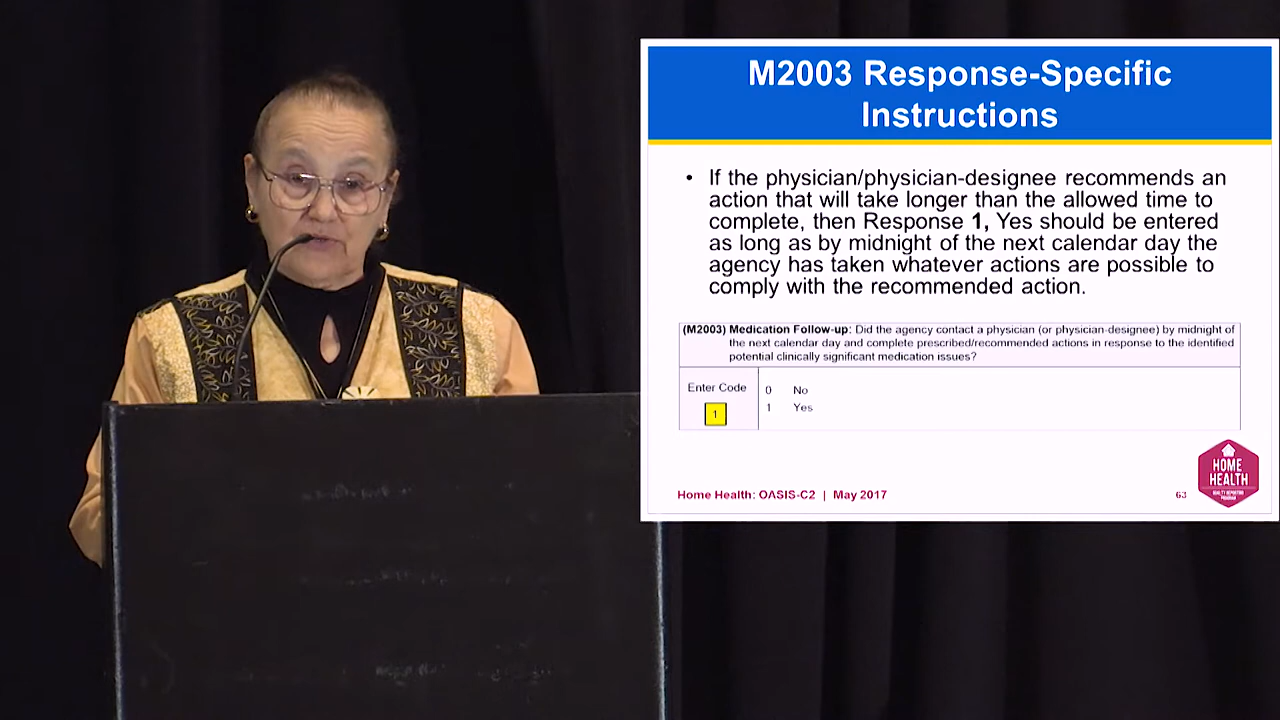 M2003 Response-Specific
Instructions
• If the physician/physician-designee recommends an
action that will take longer than the allowed time to
complete, then Response 1, Yes should be entered
as long as by midnight of the next calendar day the
agency has taken whatever actions are possible to
comply with the recommended action.
(M2003) Medication Follow-up: Did the agency contact a physician (or physician-designee) by midnight of
the next calendar day and complete prescribed/recommended actions in response to the identified
potential clinically significant medication issues?
Enter Code
1
0 No
1 Yes
HOME
HEALTH
QUALITY REPORTING
PROGRAM
Home Health: OASIS-C2 | May 2017
63